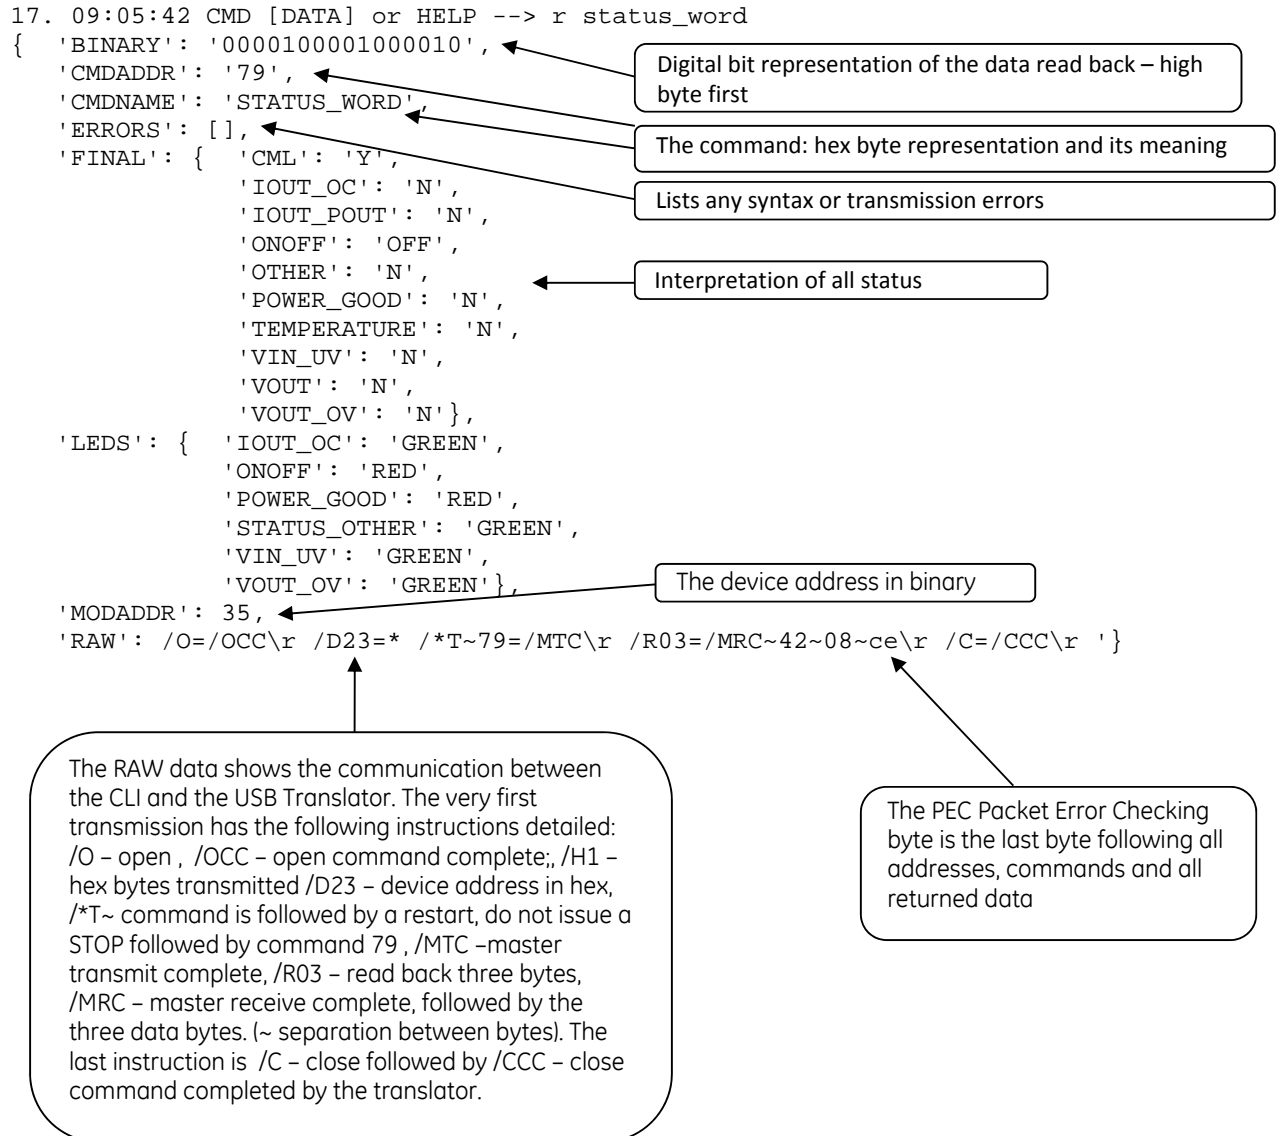 17. 09:05:42 CMD [DATA] or HELP --> r status_word
{ 'BINARY': '0000100001000010',
Digital bit representation of the data read back – high
byte first
'CMDADDR': '79',
'CMDNAME': 'STATUS_WORD',
'ERRORS': [],
The command: hex byte representation and its meaning
'FINAL': { 'CML': 'Y',
'IOUT_OC': 'N',
Lists any syntax or transmission errors
'IOUT_POUT': 'N',
'ONOFF': 'OFF',
'OTHER': 'N',
Interpretation of all status
'POWER_GOOD': 'N',
'TEMPERATURE': 'N',
'VIN_UV': 'N',
'VOUT': 'N',
'VOUT_OV': 'N'},
'LEDS': { 'IOUT_OC': 'GREEN',
'ONOFF': 'RED',
'POWER_GOOD': 'RED',
'STATUS_OTHER': 'GREEN',
'VIN_UV': 'GREEN',
'VOUT_OV': 'GREEN'},
The device address in binary
'MODADDR': 35,
'RAW': /O=/OCC\r /D23=* /*T~79=/MTC\r /R03=/MRC~42~08~ce\r /C=/CCC\r '}
The RAW data shows the communication between
the CLI and the USB Translator. The very first
transmission has the following instructions detailed:
/O – open , /OCC – open command complete;, /H1 –
hex bytes transmitted /D23 – device address in hex,
/*T~ command is followed by a restart, do not issue a
STOP followed by command 79 , /MTC –master
transmit complete, /R03 – read back three bytes,
/MRC – master receive complete, followed by the
three data bytes. (~ separation between bytes). The
last instruction is /C – close followed by /CCC – close
command completed by the translator.
The PEC Packet Error Checking
byte is the last byte following all
addresses, commands and all
returned data